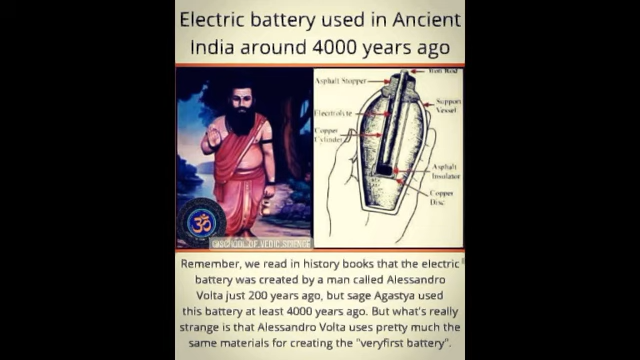 Electric battery used in Ancient
India around 4000 years ago
Asphalt Stopper
Iron Rod
Support
Vessel
Electrolyte
Copper
Cylinder
Asphalt
Insulator
Copper
Disc
ॐ
SCHOOL OF VEDIC SCIENCE
Remember, we read in history books that the electric
battery was created by a man called Alessandro
Volta just 200 years ago, but sage Agastya used
this battery at least 4000 years ago. But what's really
strange is that Alessandro Volta uses pretty much the
same materials for creating the "veryfirst battery".